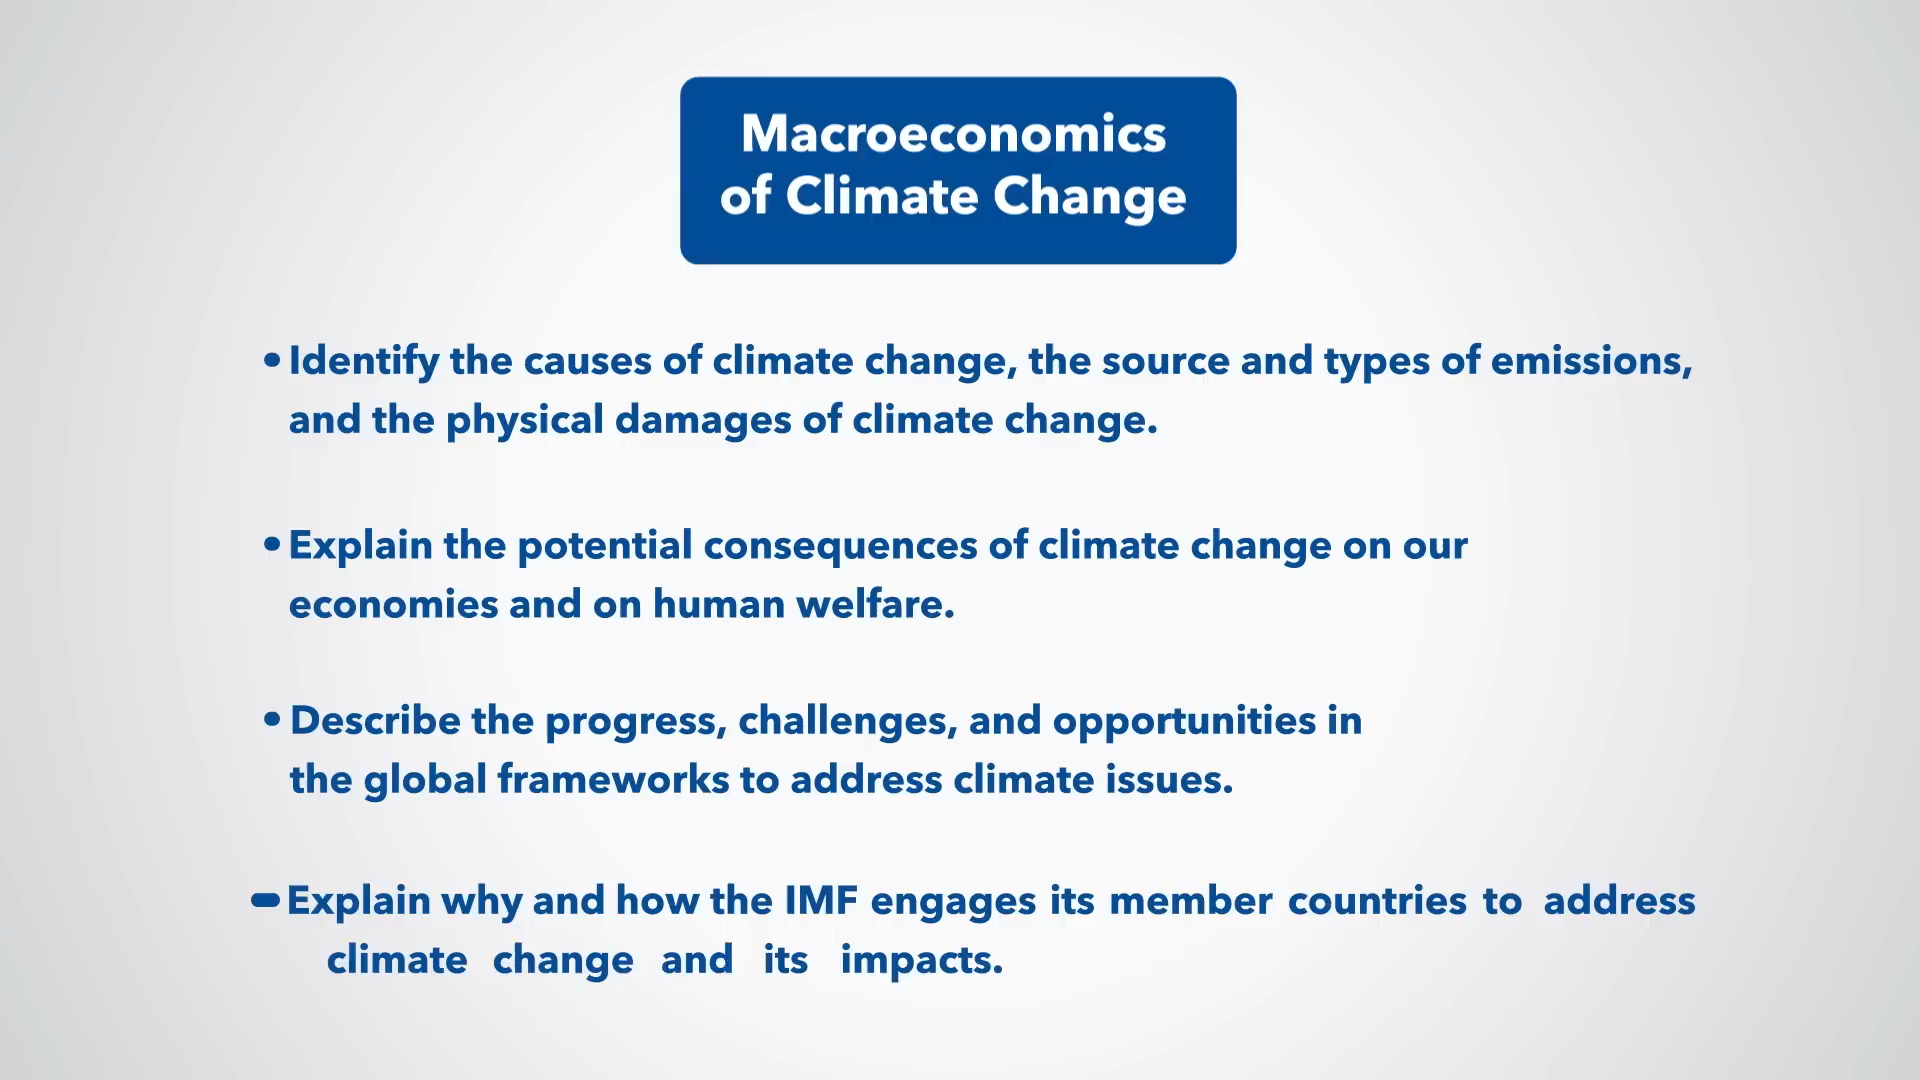 Macroeconomics
of Climate Change
• Identify the causes of climate change, the source and types of emissions,
and the physical damages of climate change.
• Explain the potential consequences of climate change on our
economies and on human welfare.
• Describe the progress, challenges, and opportunities in
the global frameworks to address climate issues.
• Explain why and how the IMF engages its member countries to address
climate change and its impacts.